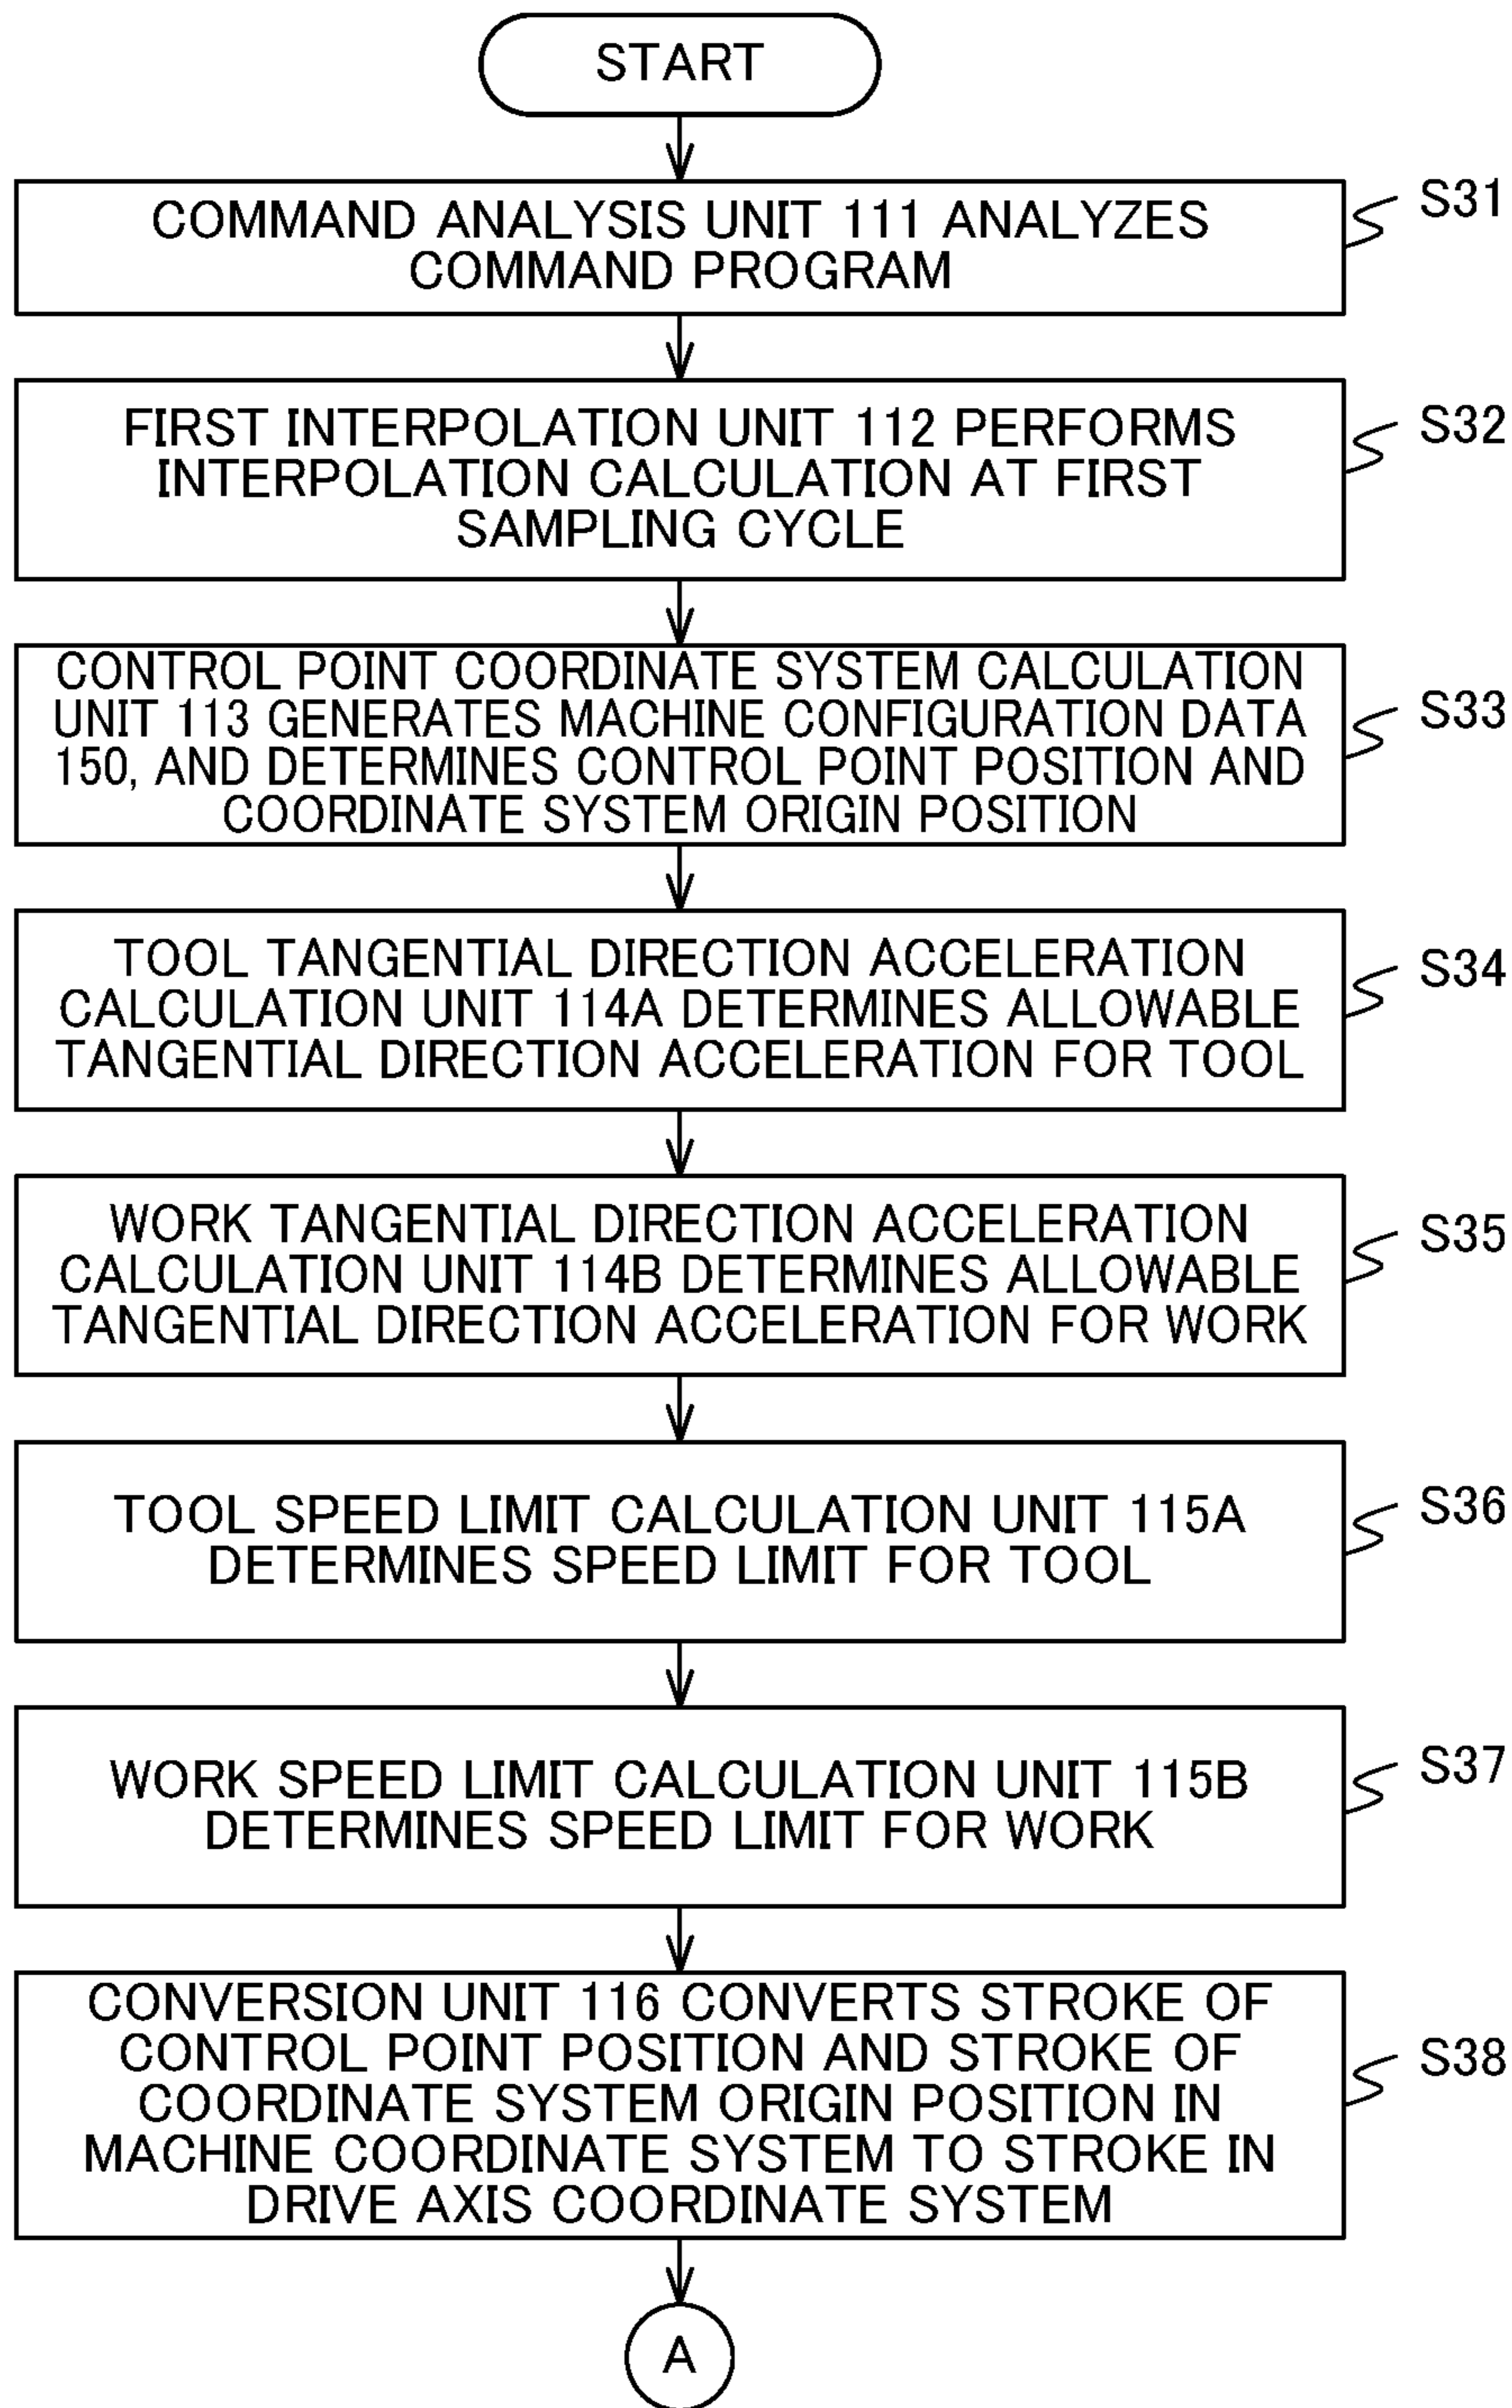 START
COMMAND ANALYSIS UNIT 111 ANALYZES
COMMAND PROGRAM
S31
FIRST INTERPOLATION UNIT 112 PERFORMS
INTERPOLATION CALCULATION AT FIRST
SAMPLING CYCLE
S32
CONTROL POINT COORDINATE SYSTEM CALCULATION
UNIT 113 GENERATES MACHINE CONFIGURATION DATA
150, AND DETERMINES CONTROL POINT POSITION AND
COORDINATE SYSTEM ORIGIN POSITION
S33
TOOL TANGENTIAL DIRECTION ACCELERATION
CALCULATION UNIT 114A DETERMINES ALLOWABLE
TANGENTIAL DIRECTION ACCELERATION FOR TOOL
S34
WORK TANGENTIAL DIRECTION ACCELERATION
CALCULATION UNIT 114B DETERMINES ALLOWABLE
TANGENTIAL DIRECTION ACCELERATION FOR WORK
S35
TOOL SPEED LIMIT CALCULATION UNIT 115A
DETERMINES SPEED LIMIT FOR TOOL
S36
WORK SPEED LIMIT CALCULATION UNIT 115B
DETERMINES SPEED LIMIT FOR WORK
S37
CONVERSION UNIT 116 CONVERTS STROKE OF
CONTROL POINT POSITION AND STROKE OF
COORDINATE SYSTEM ORIGIN POSITION IN
MACHINE COORDINATE SYSTEM TO STROKE IN
DRIVE AXIS COORDINATE SYSTEM
S38
A